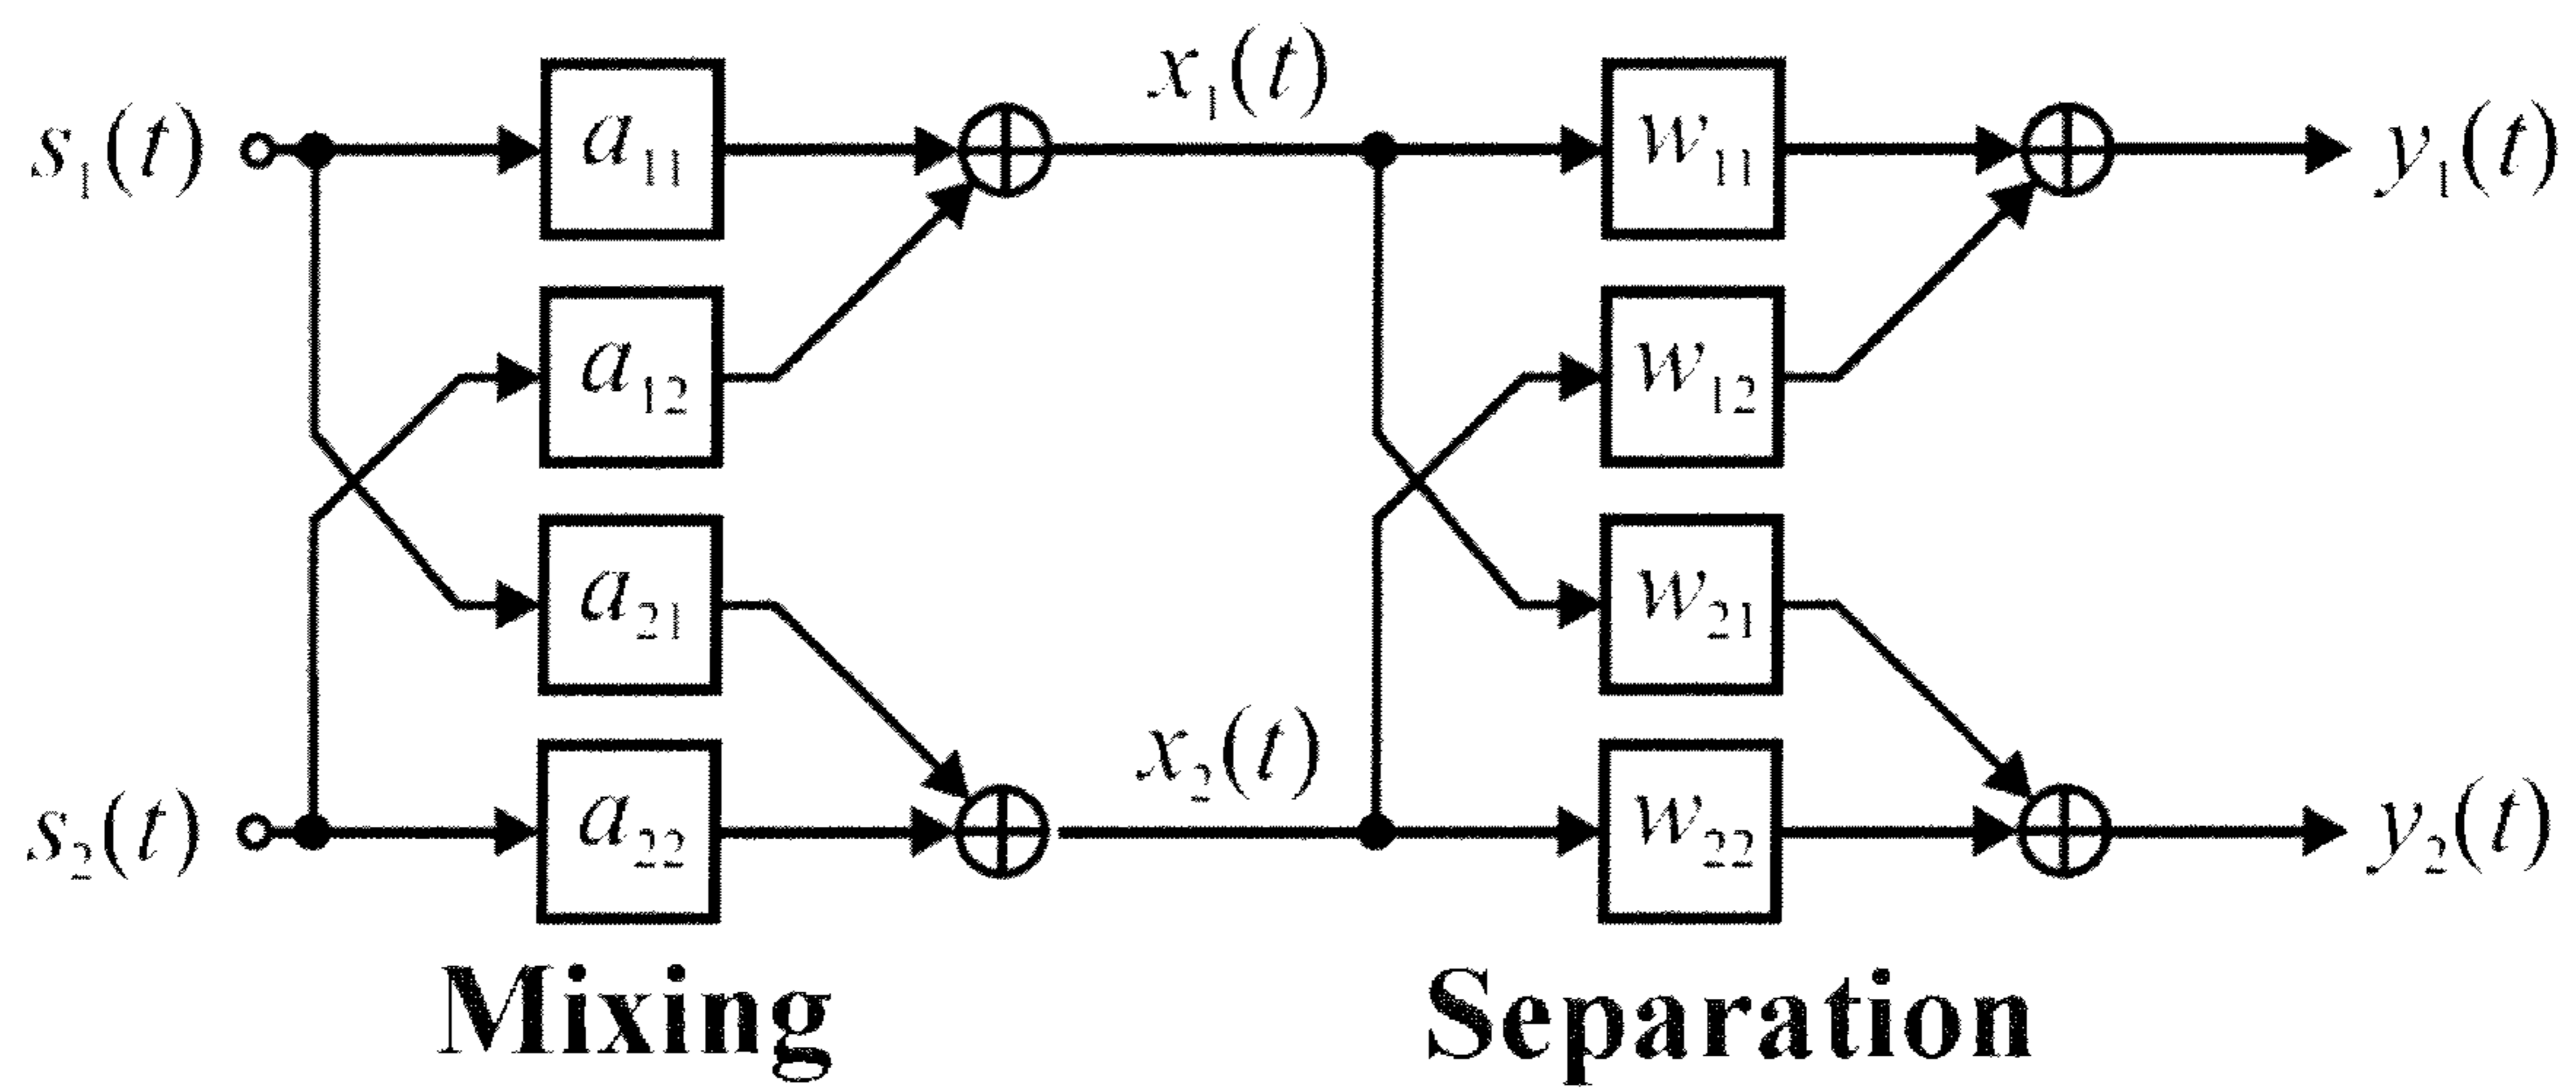 s₁(t) a₁₁ x₁(t) w₁₁ y₁(t)
a₁₂ w₁₂
a₂₁ w₂₁
s₂(t) a₂₂ x₂(t) w₂₂ y₂(t)
Mixing Separation